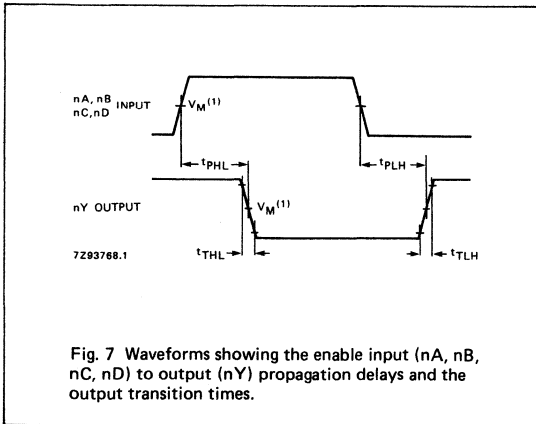 nA, nB INPUT
nC,nD
VM(1)
tPHL
tPLH
nY OUTPUT
VM(1)
7Z93768.1
tTHL
tTLH
Fig. 7 Waveforms showing the enable input (nA, nB,
nC, nD) to output (nY) propagation delays and the
output transition times.